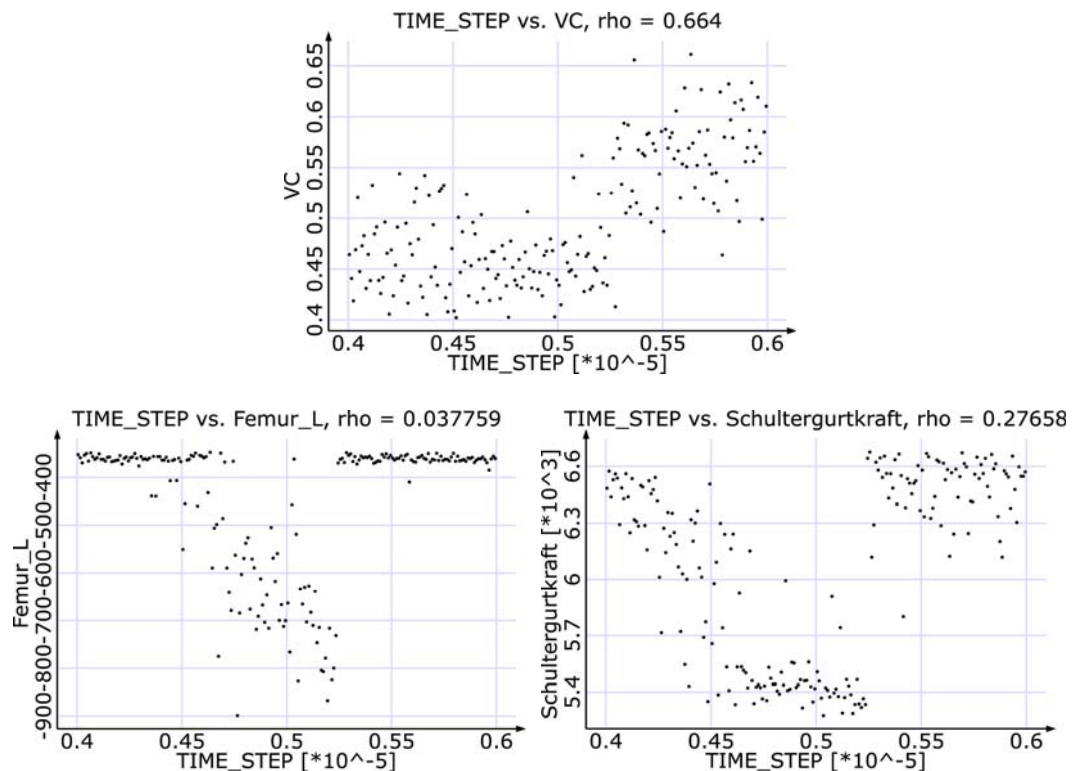 TIME_STEP vs. VC, rho = 0.664
VC
0.65
0.6
0.55
0.5
0.45
0.4
0.4 0.45 0.5 0.55 0.6
TIME_STEP [*10^-5]
TIME_STEP vs. Femur_L, rho = 0.037759
Femur_L
-900-800-700-600-500-400
0.4 0.45 0.5 0.55 0.6
TIME_STEP [*10^-5]
TIME_STEP vs. Schultergurtkraft, rho = 0.27658
Schultergurtkraft [*10^3]
6.6
6.3
6
5.7
5.4
0.4 0.45 0.5 0.55 0.6
TIME_STEP [*10^-5]